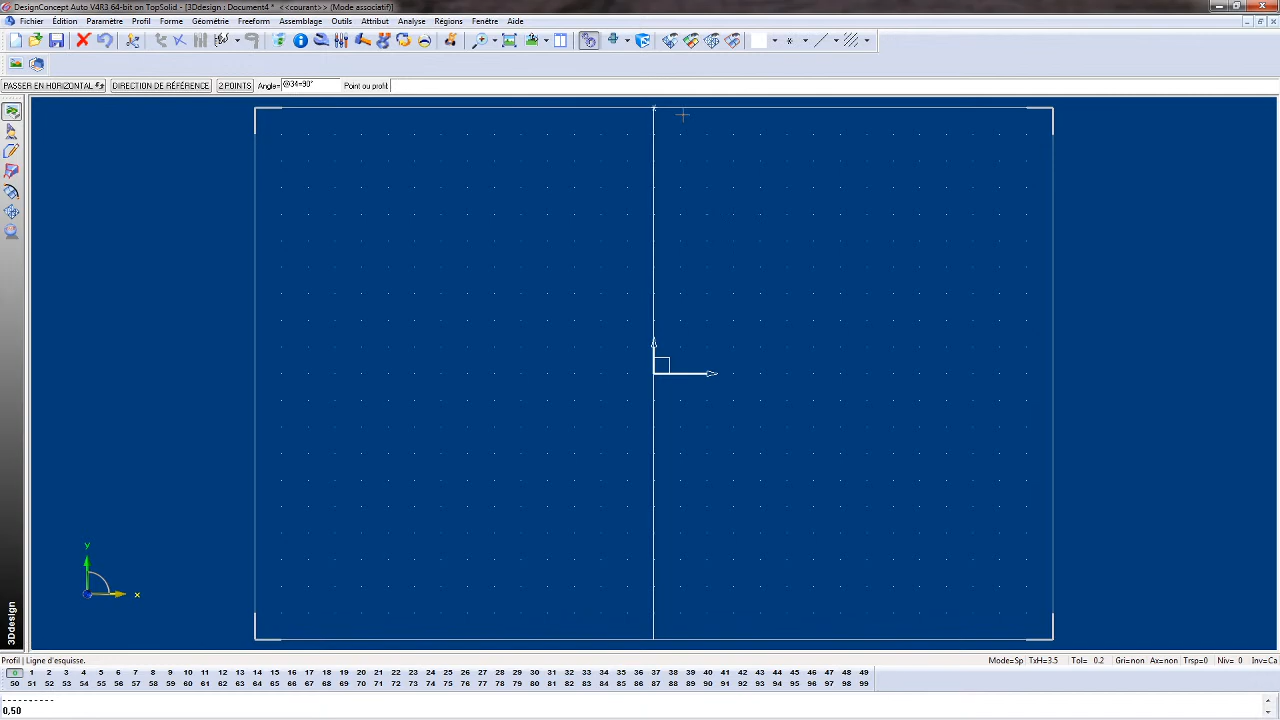 DesignConcept Auto V4R3 64-bit on TopSolid - [3Ddesign : Document4 * <<courant>> (Mode associatif)]
Fichier Édition Paramètre Profil Forme Géométrie Freeform Assemblage Outils Attribut Analyse Régions Fenêtre Aide
PASSER EN HORIZONTAL DIRECTION DE RÉFÉRENCE 2 POINTS Angle= @34=90° Point ou profil
y
x
3Ddesign
Profil | Ligne d'esquisse. Mode=Sp TxH=3.5 Tol= 0.2 Gri=non Ax=non Trsp=0 Niv= 0 Inv=Ca
0 1 2 3 4 5 6 7 8 9 10 11 12 13 14 15 16 17 18 19 20 21 22 23 24 25 26 27 28 29 30 31 32 33 34 35 36 37 38 39 40 41 42 43 44 45 46 47 48 49
50 51 52 53 54 55 56 57 58 59 60 61 62 63 64 65 66 67 68 69 70 71 72 73 74 75 76 77 78 79 80 81 82 83 84 85 86 87 88 89 90 91 92 93 94 95 96 97 98 99
----------
0,50